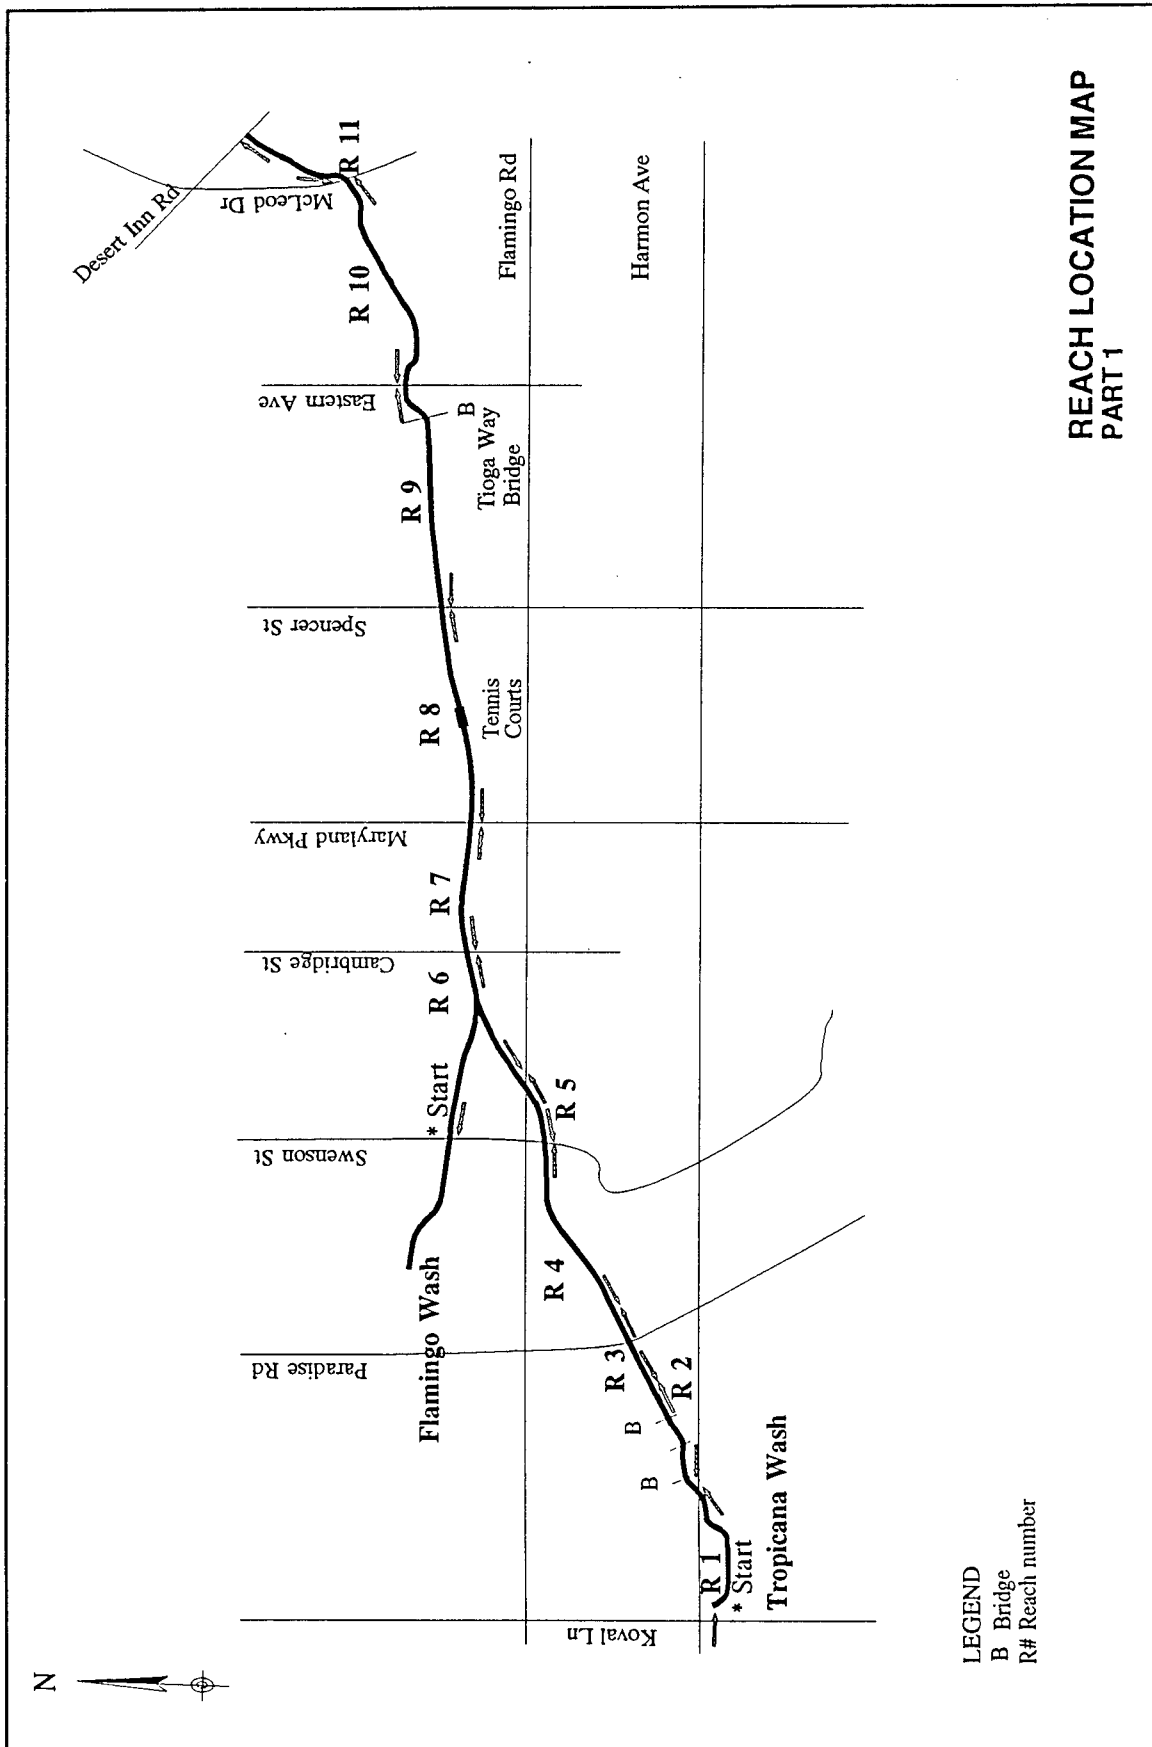 N
Desert Inn Rd
McLeod Dr
R 11
R 10
Flamingo Rd
Harmon Ave
Eastern Ave
B
Tioga Way
Bridge
R 9
Spencer St
R 8
Tennis
Courts
Maryland Pkwy
R 7
Cambridge St
R 6
* Start
Swenson St
R 5
Flamingo Wash
R 4
Paradise Rd
R 3
R 2
B
B
R 1
* Start
Tropicana Wash
Koval Ln
LEGEND
B Bridge
R# Reach number
REACH LOCATION MAP
PART 1